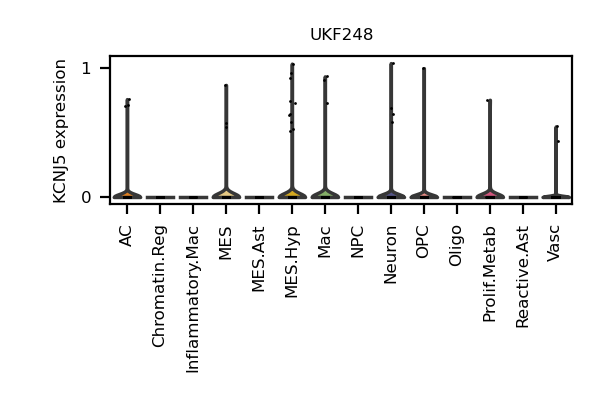 UKF248
KCNJ5 expression
1
0
AC
Chromatin.Reg
Inflammatory.Mac
MES
MES.Ast
MES.Hyp
Mac
NPC
Neuron
OPC
Oligo
Prolif.Metab
Reactive.Ast
Vasc